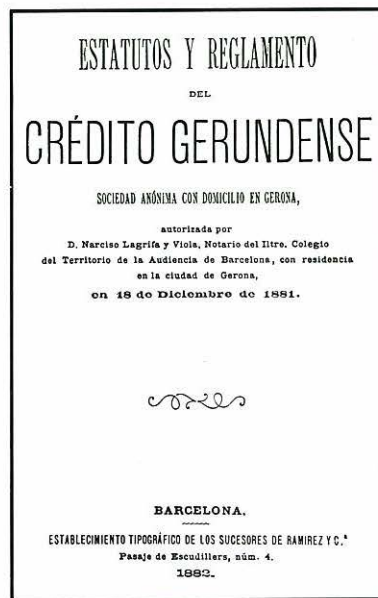 ESTATUTOS Y REGLAMENTO
DEL
CRÉDITO GERUNDENSE
SOCIEDAD ANÓNIMA CON DOMICILIO EN GERONA,
autorizada por
D. Narciso Lagrifa y Viola, Notario del Iltre. Colegio
del Territorio de la Audiencia de Barcelona, con residencia
en la ciudad de Gerona,
en 18 de Diciembre de 1881.
BARCELONA.
ESTABLECIMIENTO TIPOGRÁFICO DE LOS SUCESORES DE RAMIREZ Y C.ª
Pasaje de Escudillers, núm. 4.
1882.